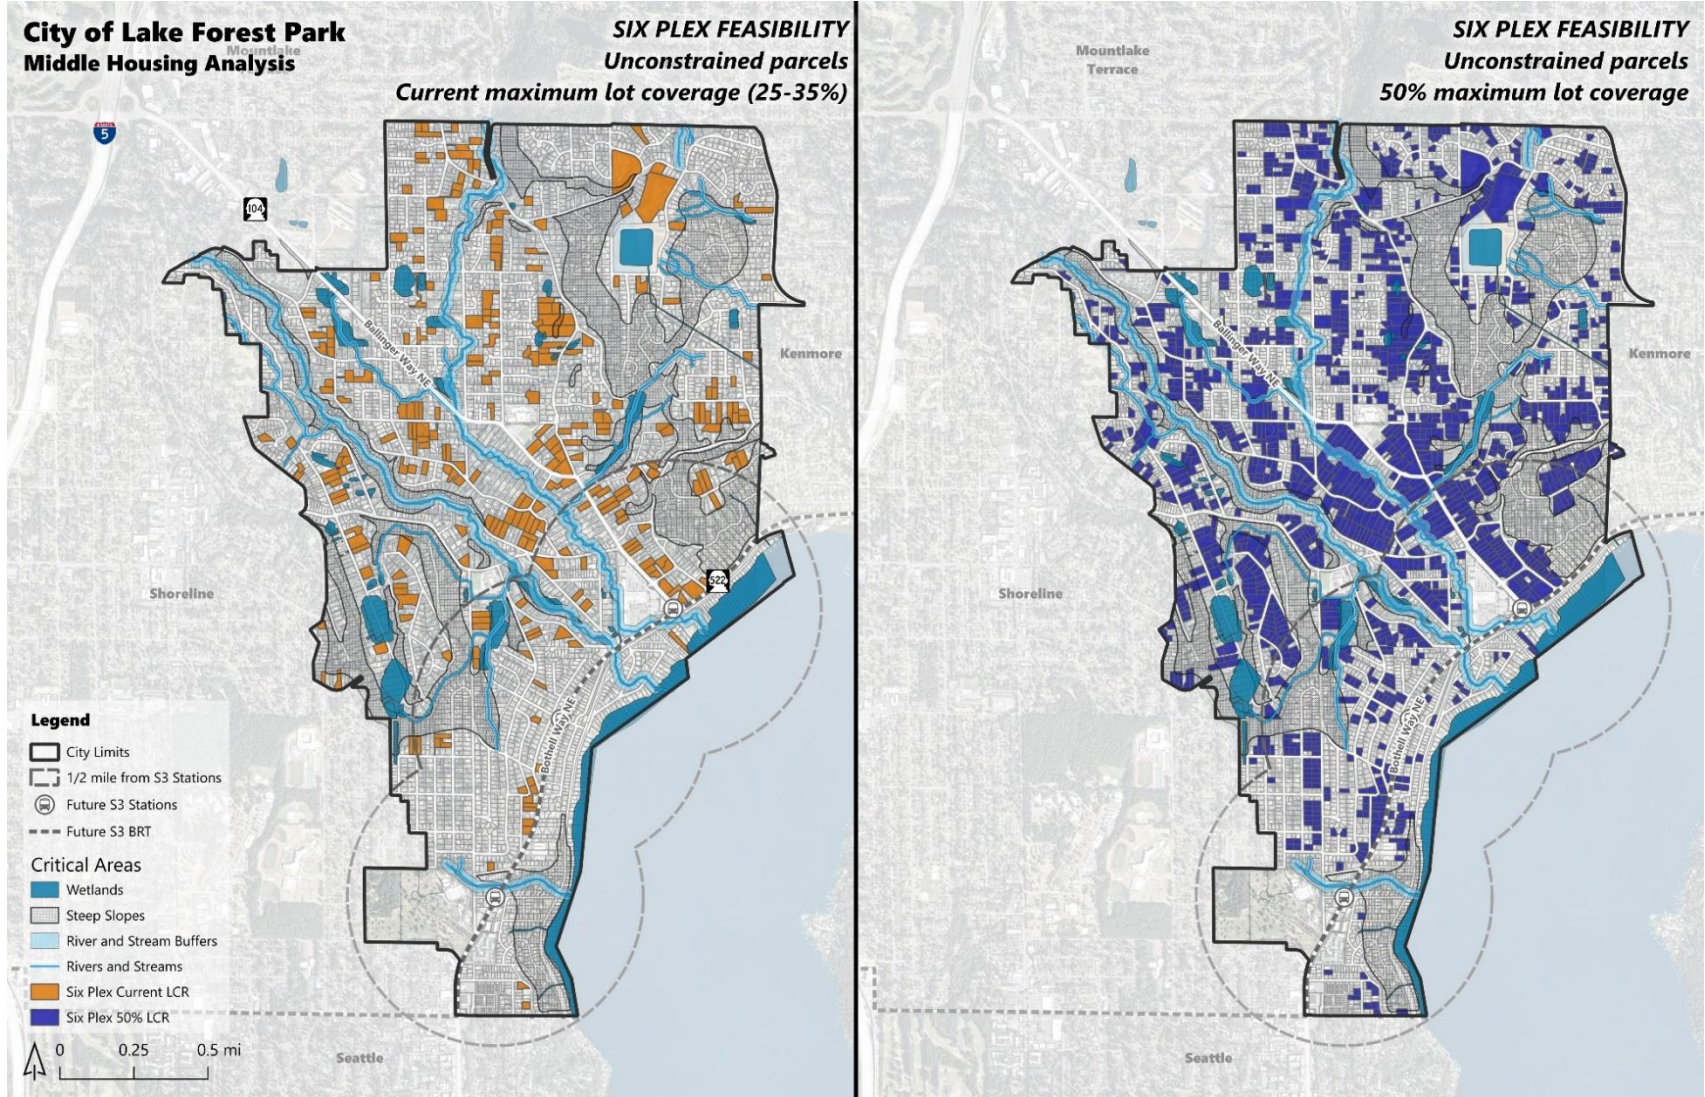 City of Lake Forest Park
Middle Housing Analysis
SIX PLEX FEASIBILITY
Unconstrained parcels
Current maximum lot coverage (25-35%)
Mountlake
Terrace
5
104
Ballinger Way NE
Kenmore
Shoreline
522
Bothell Way NE
Seattle
Legend
City Limits
1/2 mile from S3 Stations
Future S3 Stations
Future S3 BRT
Critical Areas
Wetlands
Steep Slopes
River and Stream Buffers
Rivers and Streams
Six Plex Current LCR
Six Plex 50% LCR
0 0.25 0.5 mi
SIX PLEX FEASIBILITY
Unconstrained parcels
50% maximum lot coverage
Mountlake
Terrace
Ballinger Way NE
Kenmore
Shoreline
Bothell Way NE
Seattle